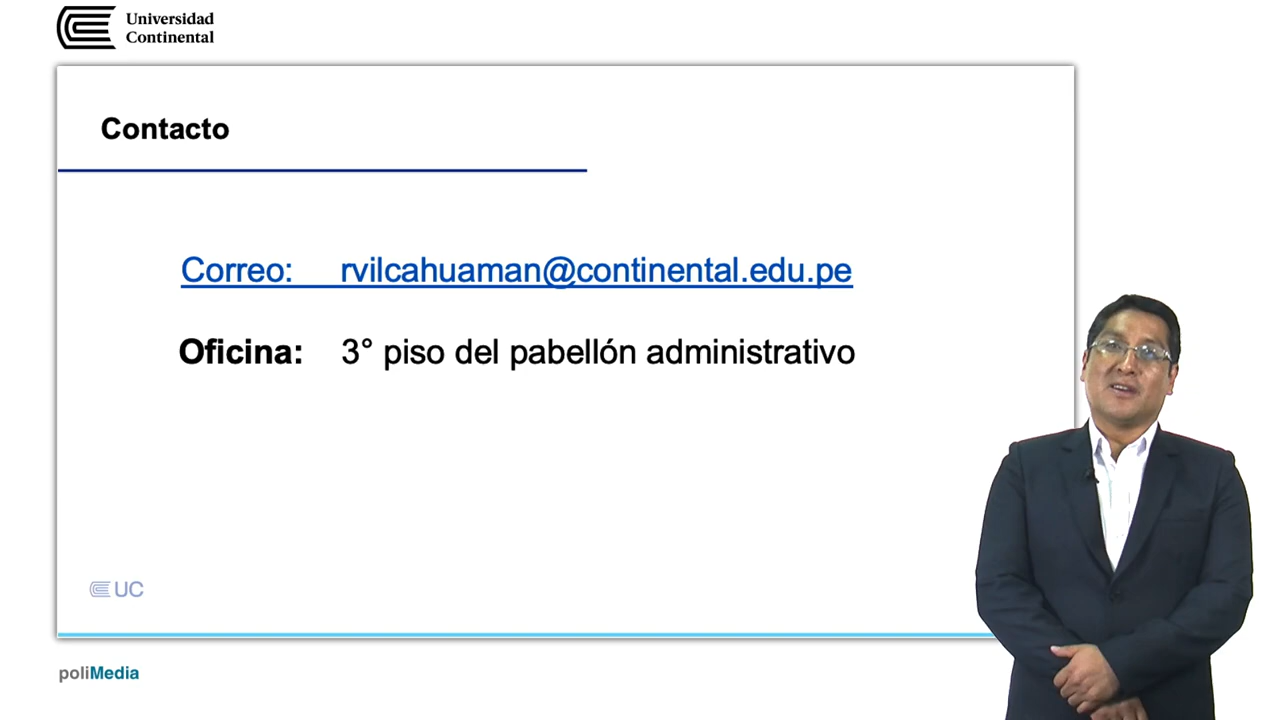 Universidad
Continental
Contacto
Correo: rvilcahuaman@continental.edu.pe
Oficina: 3° piso del pabellón administrativo
UC
poliMedia